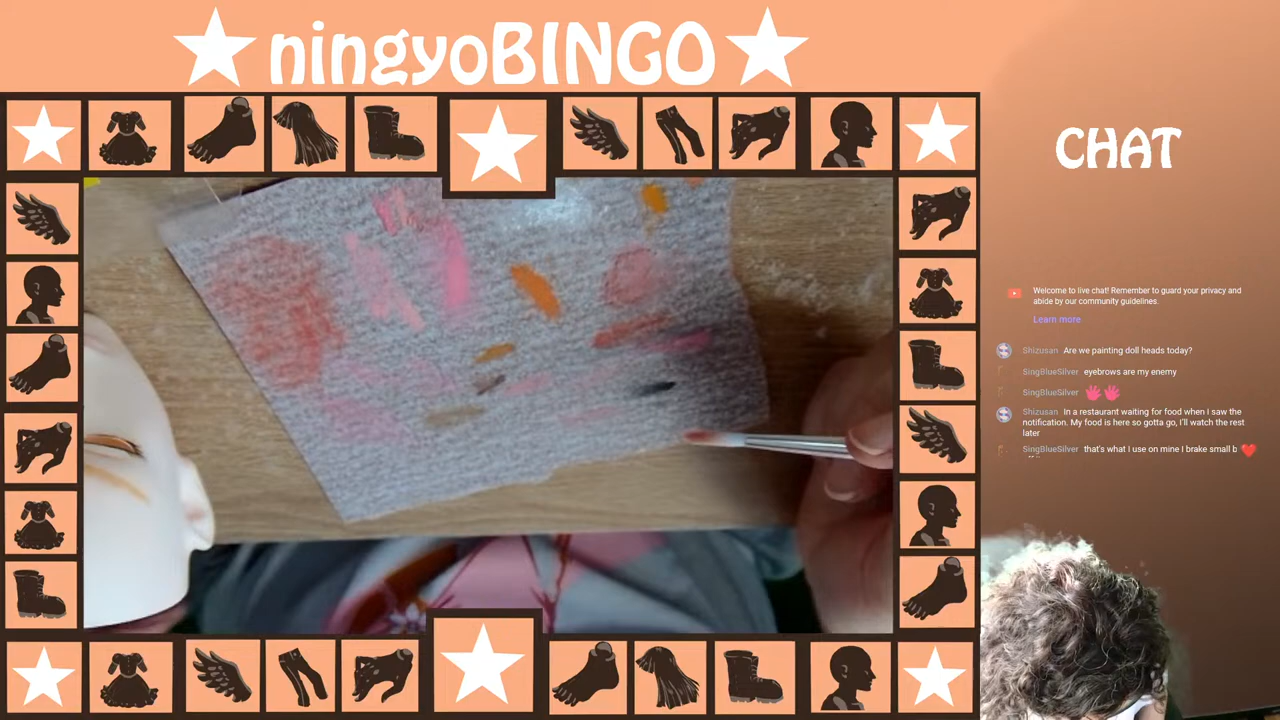 ningyoBINGO
CHAT
Welcome to live chat! Remember to guard your privacy and
abide by our community guidelines.
Learn more
Shizusan Are we painting doll heads today?
SingBlueSilver eyebrows are my enemy
SingBlueSilver
Shizusan In a restaurant waiting for food when I saw the
notification. My food is here so gotta go, I'll watch the rest
later
SingBlueSilver that's what I use on mine I brake small b